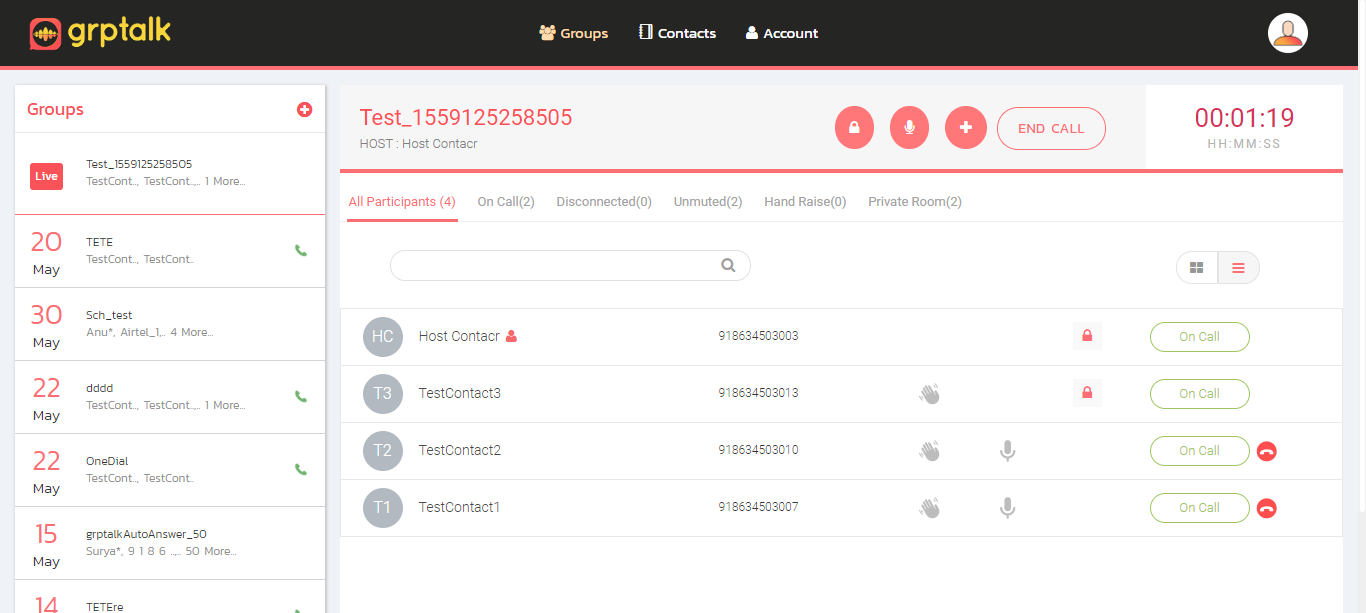 grptalk
Groups
Contacts
Account
Groups
Live
Test_1559125258505
TestCont.., TestCont..,.. 1 More...
20
May
TETE
TestCont.., TestCont..
30
May
Sch_test
Anu*, Airtel_1,.. 4 More...
22
May
dddd
TestCont.., TestCont..,.. 1 More...
22
May
OneDial
TestCont.., TestCont..
15
May
grptalkAutoAnswer_50
Surya*, 9 1 8 6 ..,.. 50 More...
14
TETEre
Test_1559125258505
HOST : Host Contacr
END CALL
00:01:19
HH:MM:SS
All Participants (4)
On Call(2)
Disconnected(0)
Unmuted(2)
Hand Raise(0)
Private Room(2)
HC
Host Contacr
918634503003
On Call
T3
TestContact3
918634503013
On Call
T2
TestContact2
918634503010
On Call
T1
TestContact1
918634503007
On Call